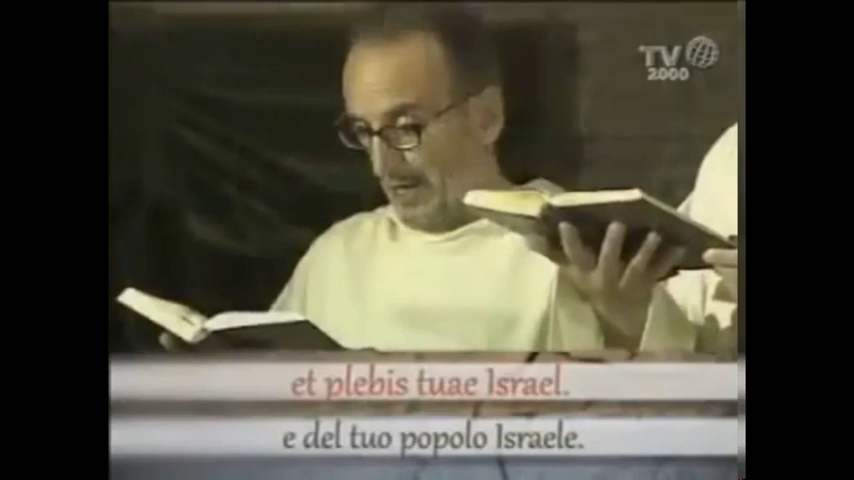 TV
2000
et plebis tuae Israel.
e del tuo popolo Israele.